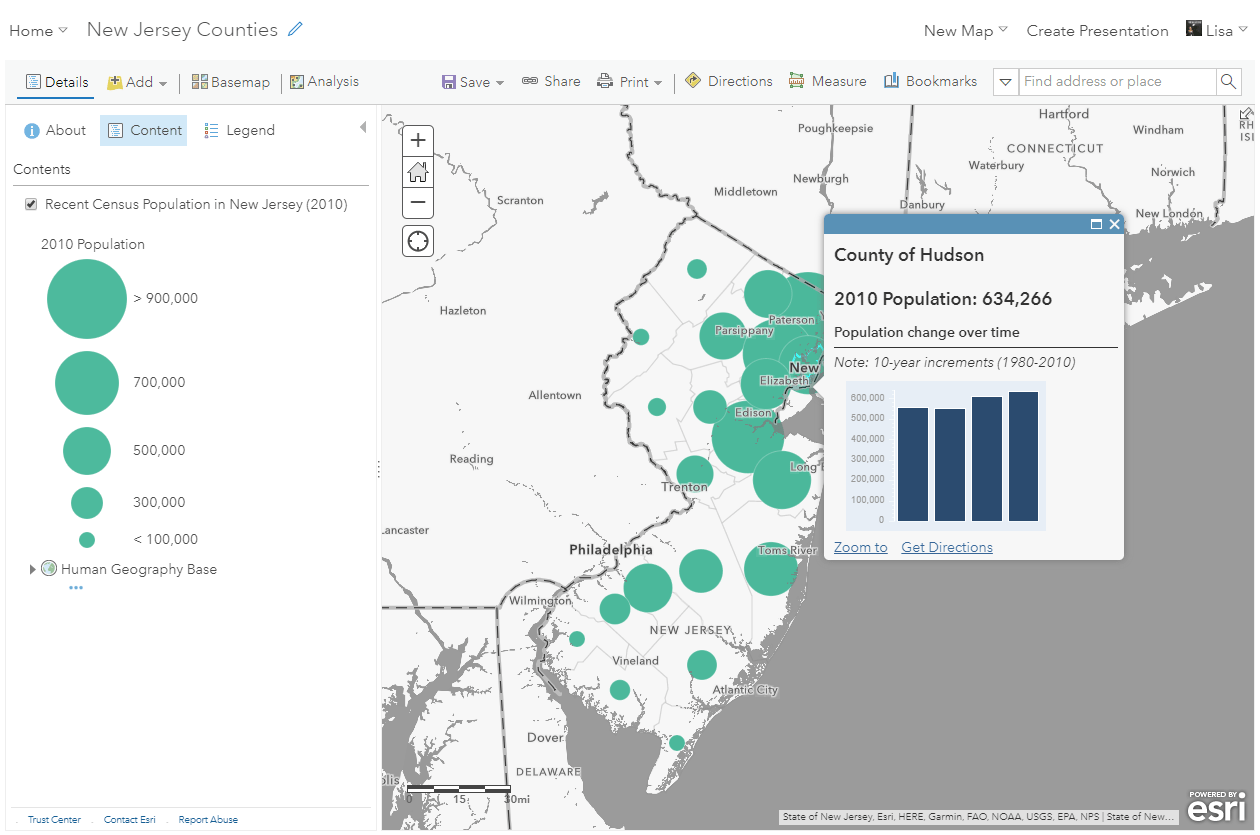 Home
New Jersey Counties
New Map
Create Presentation
Lisa
Details
Add
Basemap
Analysis
Save
Share
Print
Directions
Measure
Bookmarks
Find address or place
About
Content
Legend
Contents
Recent Census Population in New Jersey (2010)
2010 Population
> 900,000
700,000
500,000
300,000
< 100,000
Human Geography Base
Trust Center
Contact Esri
Report Abuse
Poughkeepsie
Hartford
Windham
CONNECTICUT
RH
ISI
Waterbury
Norwich
Newburgh
Middletown
Scranton
Danbury
New London
Hazleton
Paterson
Parsippany
New
Elizabeth
Allentown
Edison
Reading
Long
Trenton
Lancaster
Philadelphia
Toms River
Wilmington
NEW JERSEY
Vineland
Atlantic City
Dover
DELAWARE
0 15 30mi
County of Hudson
2010 Population: 634,266
Population change over time
Note: 10-year increments (1980-2010)
600,000
500,000
400,000
300,000
200,000
100,000
0
Zoom to
Get Directions
State of New Jersey, Esri, HERE, Garmin, FAO, NOAA, USGS, EPA, NPS | State of New...
POWERED BY
esri